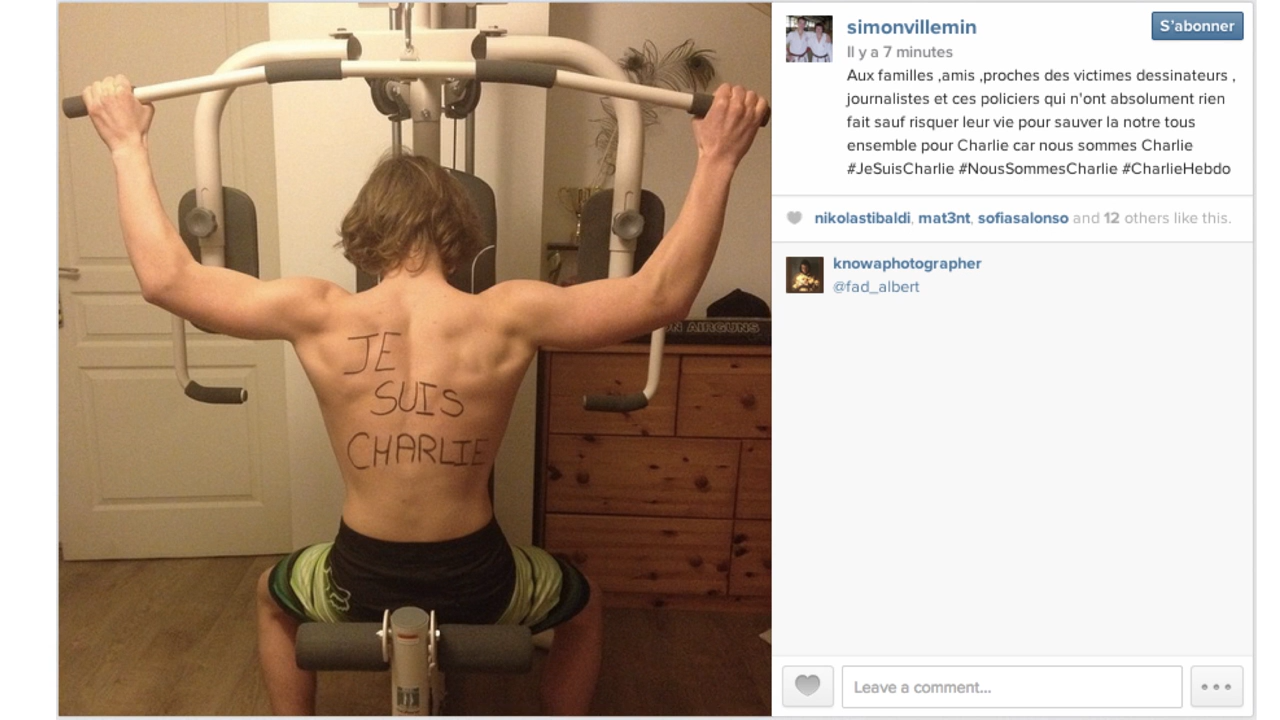 JE
SUIS
CHARLIE
simonvillemin
S'abonner
Il y a 7 minutes
Aux familles ,amis ,proches des victimes dessinateurs ,
journalistes et ces policiers qui n'ont absolument rien
fait sauf risquer leur vie pour sauver la notre tous
ensemble pour Charlie car nous sommes Charlie
#JeSuisCharlie #NousSommesCharlie #CharlieHebdo
nikolastibaldi, mat3nt, sofiasalonso and 12 others like this.
knowaphotographer
@fad_albert
Leave a comment...
AIRGUNS